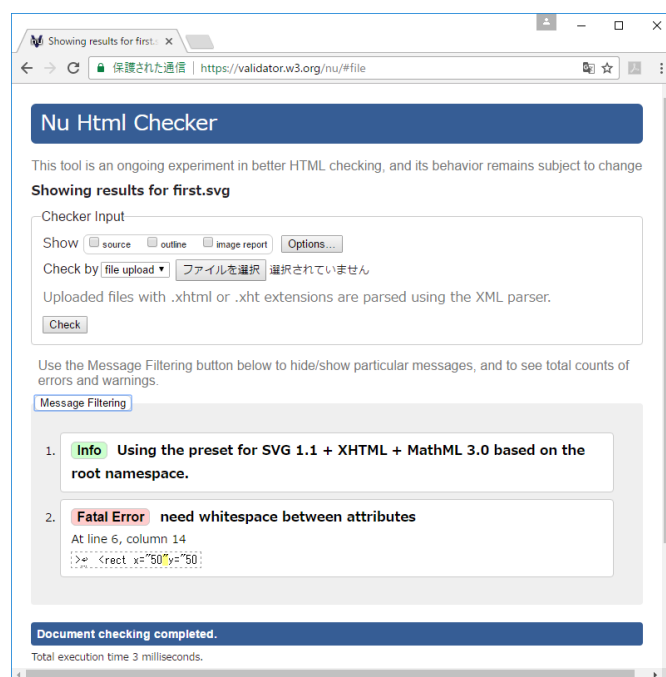 Showing results for first.s
保護された通信 | https://validator.w3.org/nu/#file
Nu Html Checker
This tool is an ongoing experiment in better HTML checking, and its behavior remains subject to change
Showing results for first.svg
Checker Input
Show source outline image report Options...
Check by file upload ファイルを選択 選択されていません
Uploaded files with .xhtml or .xht extensions are parsed using the XML parser.
Check
Use the Message Filtering button below to hide/show particular messages, and to see total counts of
errors and warnings.
Message Filtering
1. Info Using the preset for SVG 1.1 + XHTML + MathML 3.0 based on the
root namespace.
2. Fatal Error need whitespace between attributes
At line 6, column 14
>↩ <rect x="50"y="50
Document checking completed.
Total execution time 3 milliseconds.